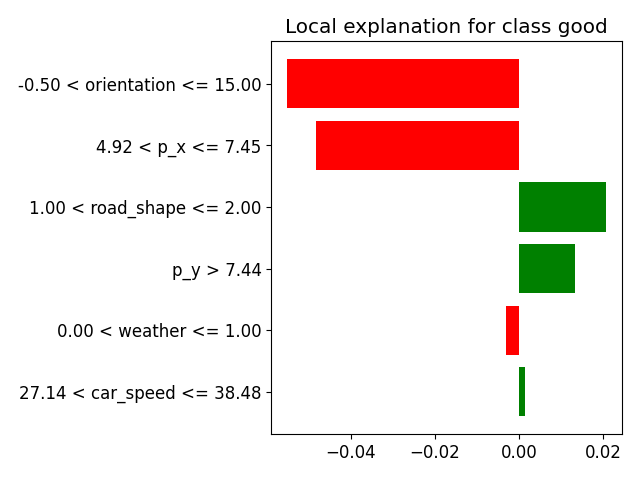 Local explanation for class good
-0.50 < orientation <= 15.00
4.92 < p_x <= 7.45
1.00 < road_shape <= 2.00
p_y > 7.44
0.00 < weather <= 1.00
27.14 < car_speed <= 38.48
−0.04 −0.02 0.00 0.02